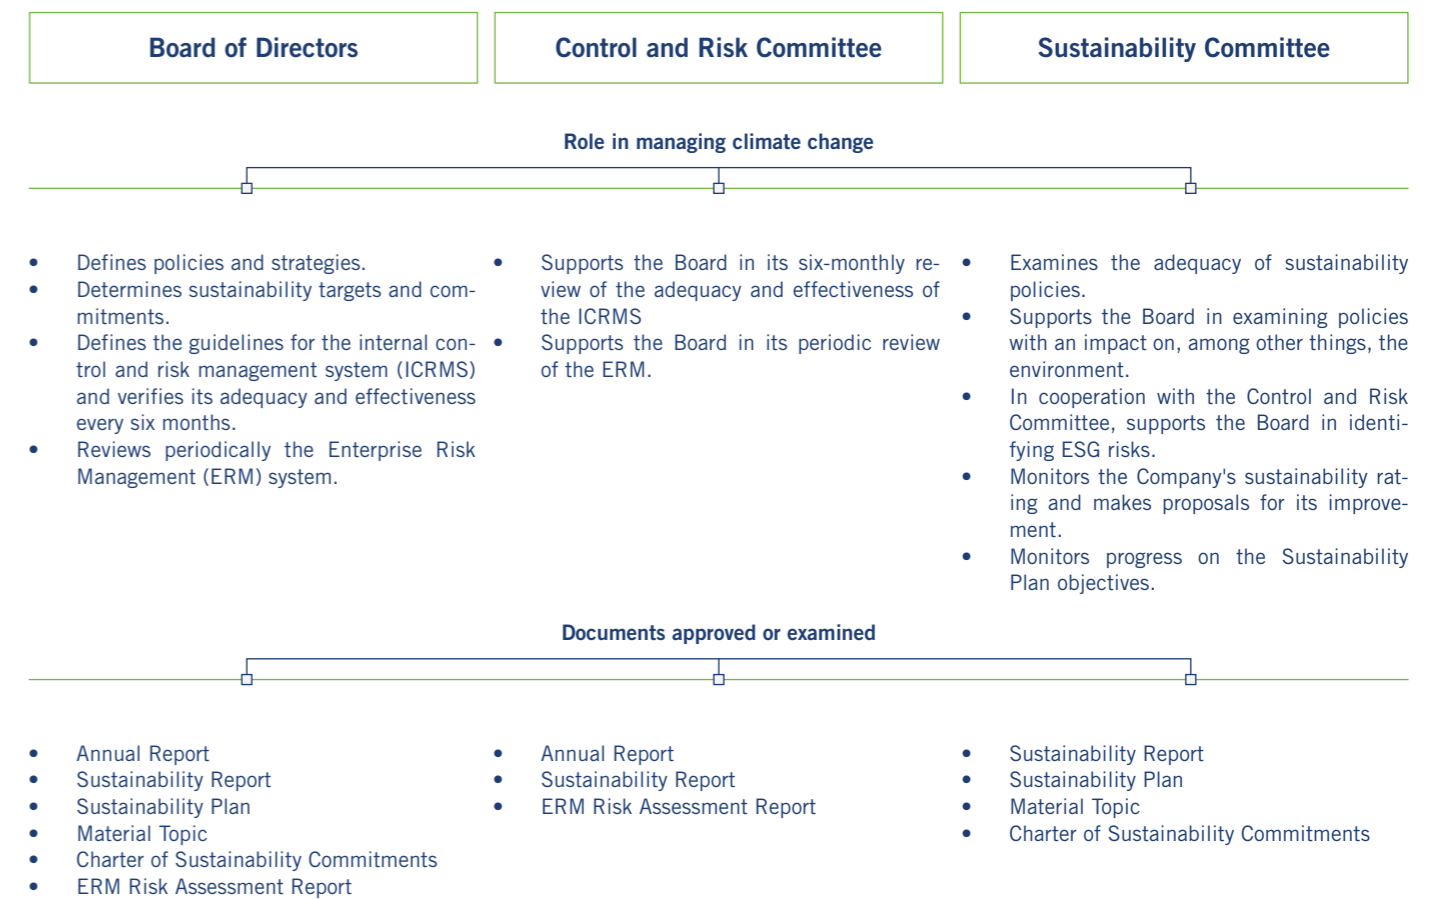 Board of Directors
Control and Risk Committee
Sustainability Committee
Role in managing climate change
• Defines policies and strategies.
• Determines sustainability targets and com-
mitments.
• Defines the guidelines for the internal con-
trol and risk management system (ICRMS)
and verifies its adequacy and effectiveness
every six months.
• Reviews periodically the Enterprise Risk
Management (ERM) system.
• Supports the Board in its six-monthly re-
view of the adequacy and effectiveness of
the ICRMS
• Supports the Board in its periodic review
of the ERM.
• Examines the adequacy of sustainability
policies.
• Supports the Board in examining policies
with an impact on, among other things, the
environment.
• In cooperation with the Control and Risk
Committee, supports the Board in identi-
fying ESG risks.
• Monitors the Company's sustainability rat-
ing and makes proposals for its improve-
ment.
• Monitors progress on the Sustainability
Plan objectives.
Documents approved or examined
• Annual Report
• Sustainability Report
• Sustainability Plan
• Material Topic
• Charter of Sustainability Commitments
• ERM Risk Assessment Report
• Annual Report
• Sustainability Report
• ERM Risk Assessment Report
• Sustainability Report
• Sustainability Plan
• Material Topic
• Charter of Sustainability Commitments